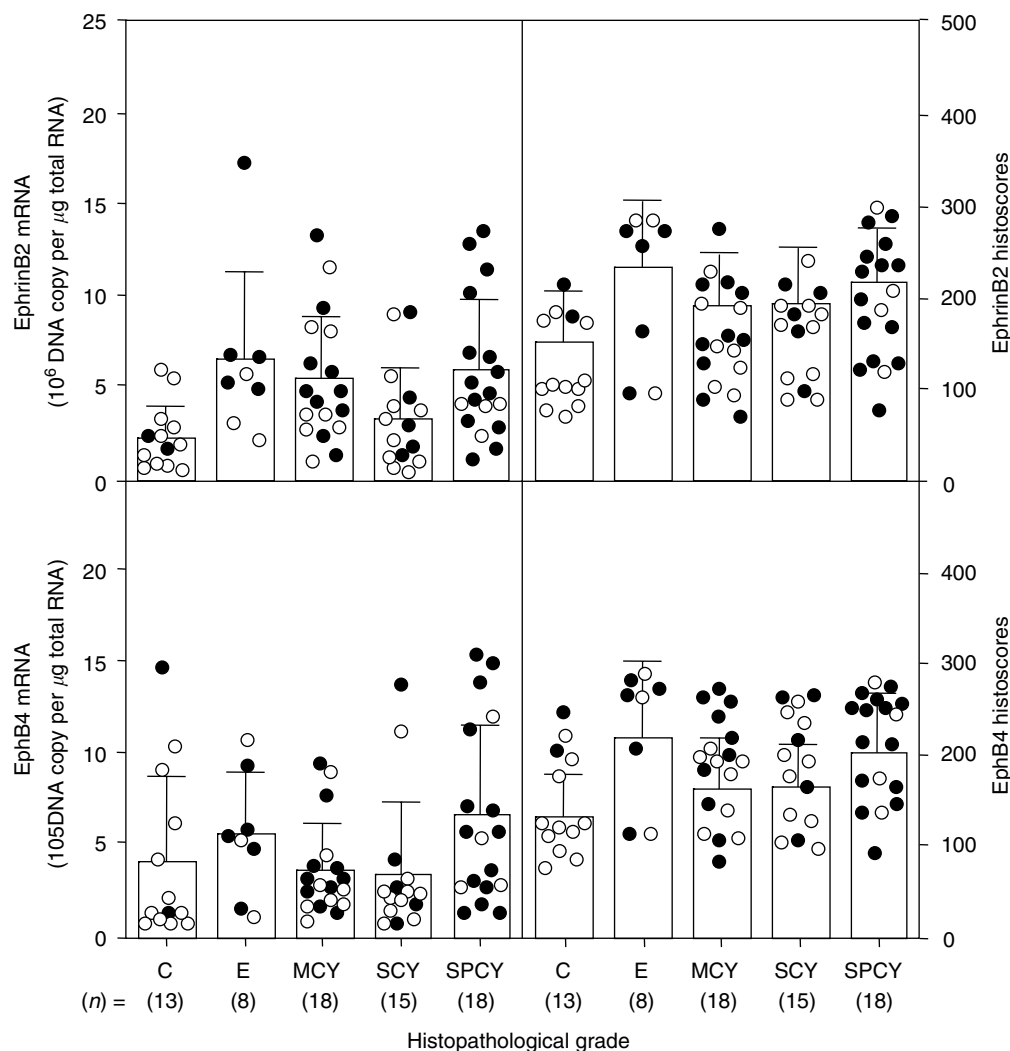 25
20
15
10
5
0
EphrinB2 mRNA
(10⁶ DNA copy per μg total RNA)
500
400
300
200
100
0
EphrinB2 histoscores
20
15
10
5
0
EphB4 mRNA
(105DNA copy per μg total RNA)
400
300
200
100
0
EphB4 histoscores
C E MCY SCY SPCY C E MCY SCY SPCY
(n) = (13) (8) (18) (15) (18) (13) (8) (18) (15) (18)
Histopathological grade